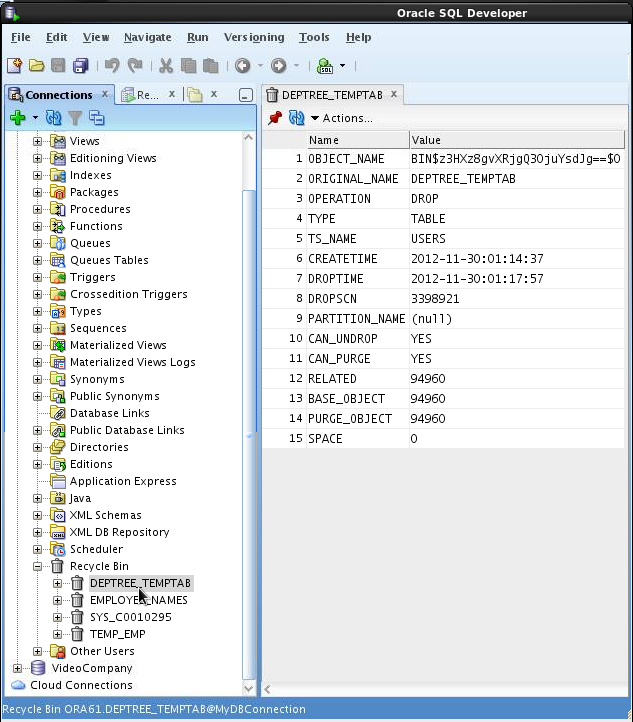 Oracle SQL Developer
File Edit View Navigate Run Versioning Tools Help
Connections Re...
DEPTREE_TEMPTAB
Actions...
Views
Editioning Views
Indexes
Packages
Procedures
Functions
Queues
Queues Tables
Triggers
Crossedition Triggers
Types
Sequences
Materialized Views
Materialized Views Logs
Synonyms
Public Synonyms
Database Links
Public Database Links
Directories
Editions
Application Express
Java
XML Schemas
XML DB Repository
Scheduler
Recycle Bin
DEPTREE_TEMPTAB
EMPLOYEE_NAMES
SYS_C0010295
TEMP_EMP
Other Users
VideoCompany
Cloud Connections
Name Value
1 OBJECT_NAME BIN$z3HXz8gvXRjgQ3OjuYsdJg==$0
2 ORIGINAL_NAME DEPTREE_TEMPTAB
3 OPERATION DROP
4 TYPE TABLE
5 TS_NAME USERS
6 CREATETIME 2012-11-30:01:14:37
7 DROPTIME 2012-11-30:01:17:57
8 DROPSCN 3398921
9 PARTITION_NAME (null)
10 CAN_UNDROP YES
11 CAN_PURGE YES
12 RELATED 94960
13 BASE_OBJECT 94960
14 PURGE_OBJECT 94960
15 SPACE 0
Recycle Bin ORA61.DEPTREE_TEMPTAB@MyDBConnection